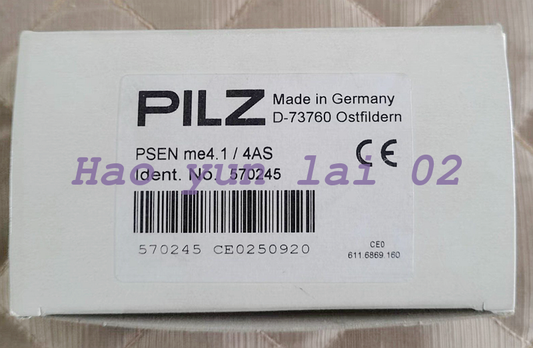 PILZ
Made in Germany
D-73760 Ostfildern
PSEN me4.1 / 4AS
CE
Ident. No. 570245
Hao yun lai 02
570245 CE0250920
CE0
611.6869.160